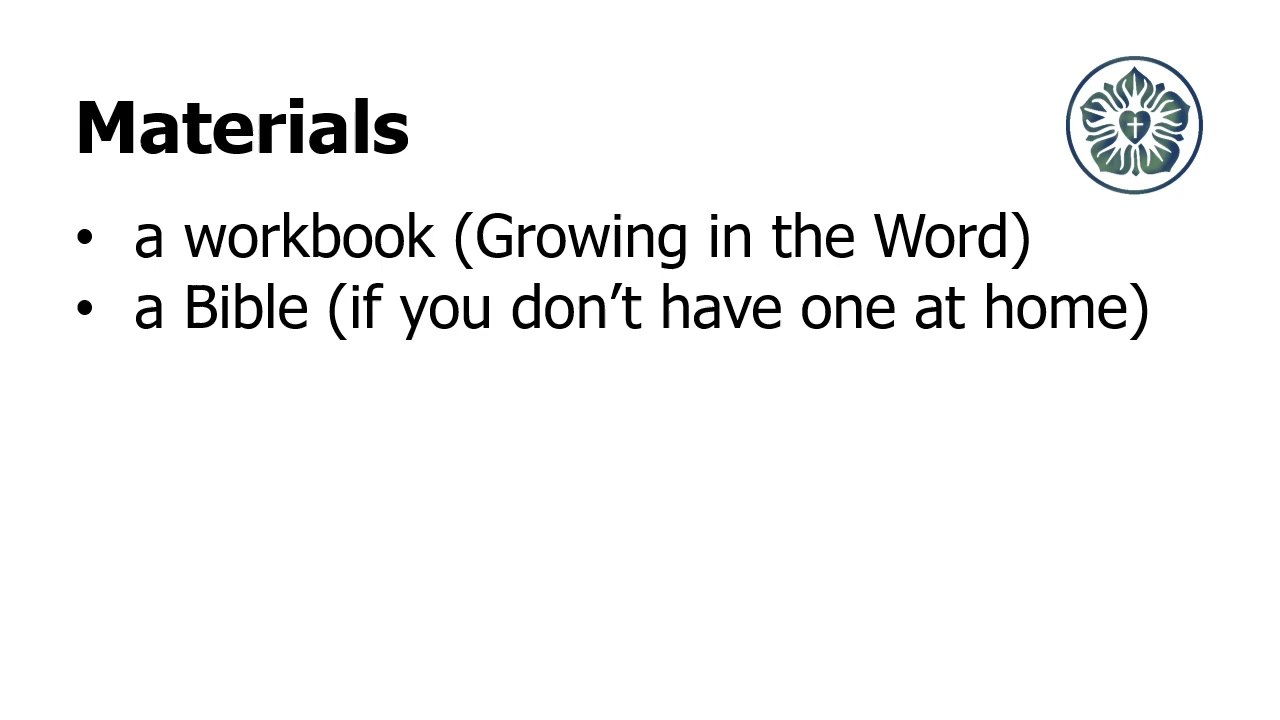 Materials
• a workbook (Growing in the Word)
• a Bible (if you don’t have one at home)